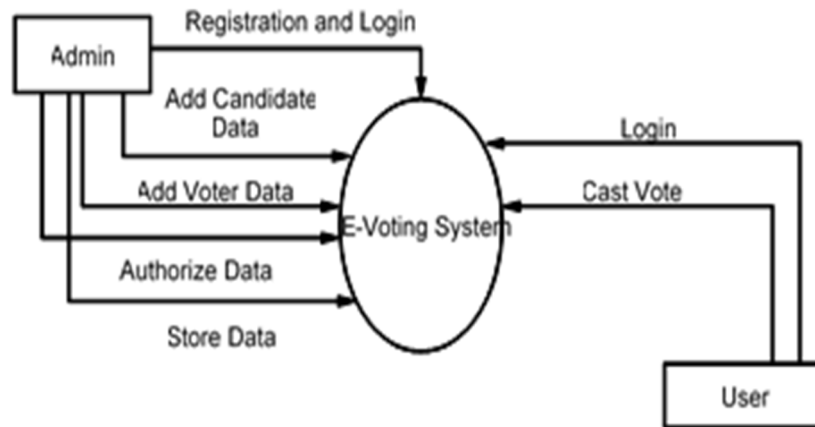 Registration and Login
Admin
Add Candidate
Data
Login
Add Voter Data
Cast Vote
E-Voting System
Authorize Data
Store Data
User